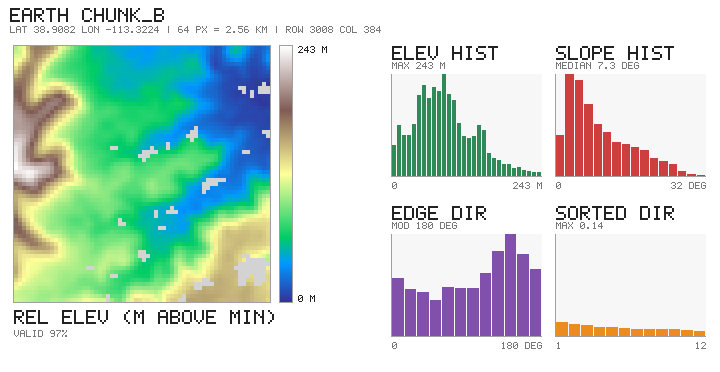 EARTH CHUNK_B
LAT 38.9082 LON -113.3224 | 64 PX = 2.56 KM | ROW 3008 COL 384
243 M
0 M
REL ELEV (M ABOVE MIN)
VALID 97%
ELEV HIST
MAX 243 M
0 243 M
SLOPE HIST
MEDIAN 7.3 DEG
0 32 DEG
EDGE DIR
MOD 180 DEG
0 180 DEG
SORTED DIR
MAX 0.14
1 12